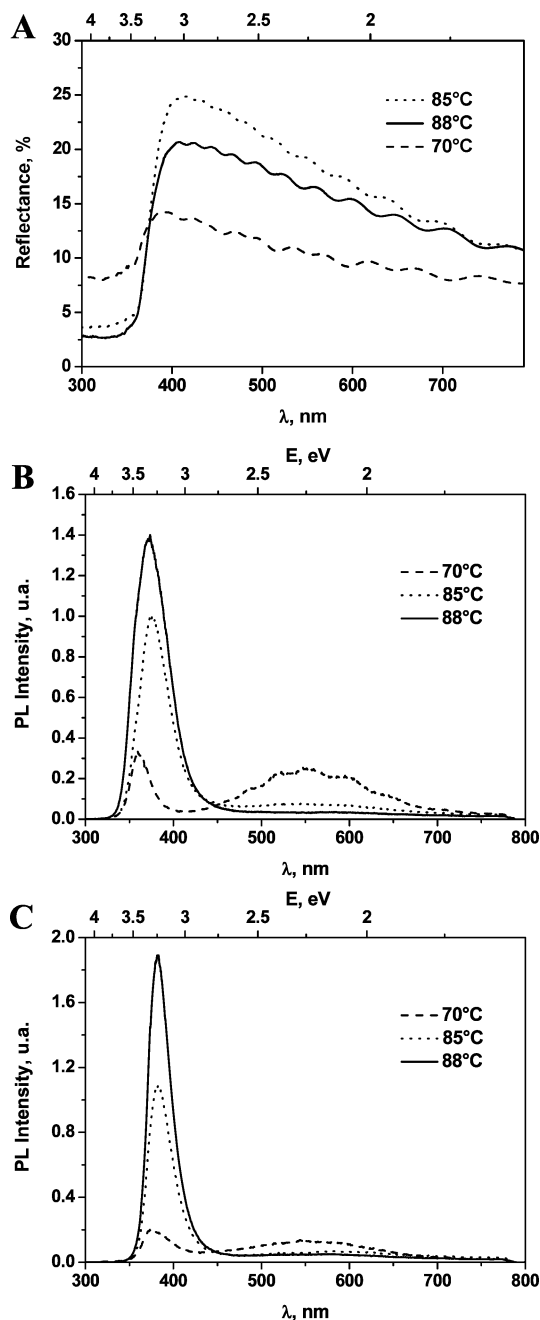 4 3.5 3 2.5 2
A
30
25
20
15
10
5
0
Reflectance, %
85°C
88°C
70°C
300 400 500 600 700
λ, nm
E, eV
4 3.5 3 2.5 2
B
1.6
1.4
1.2
1.0
0.8
0.6
0.4
0.2
0.0
PL Intensity, u.a.
70°C
85°C
88°C
300 400 500 600 700 800
λ, nm
E, eV
4 3.5 3 2.5 2
C
2.0
1.6
1.2
0.8
0.4
0.0
PL Intensity, u.a.
70°C
85°C
88°C
300 400 500 600 700 800
λ, nm